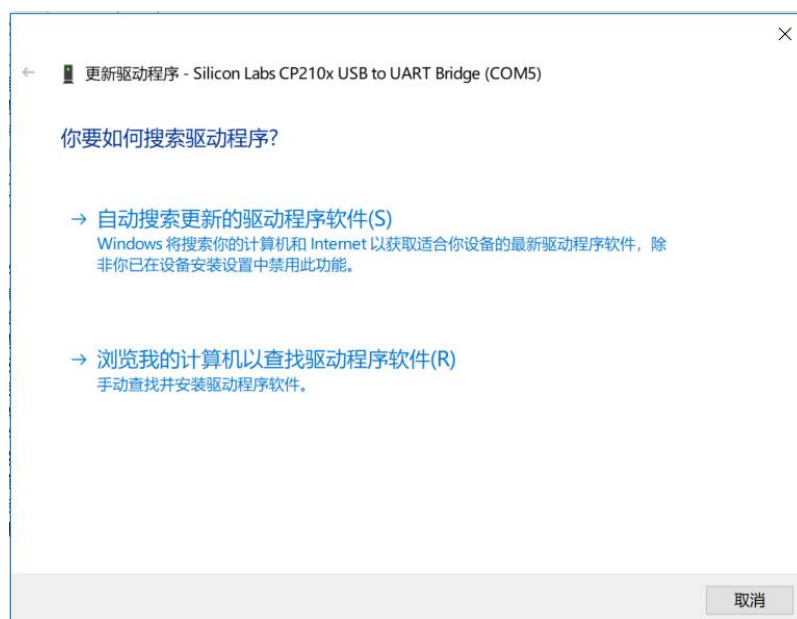 更新驱动程序 - Silicon Labs CP210x USB to UART Bridge (COM5)
你要如何搜索驱动程序?
自动搜索更新的驱动程序软件(S)
Windows 将搜索你的计算机和 Internet 以获取适合你设备的最新驱动程序软件，除
非你已在设备安装设置中禁用此功能。
浏览我的计算机以查找驱动程序软件(R)
手动查找并安装驱动程序软件。
取消